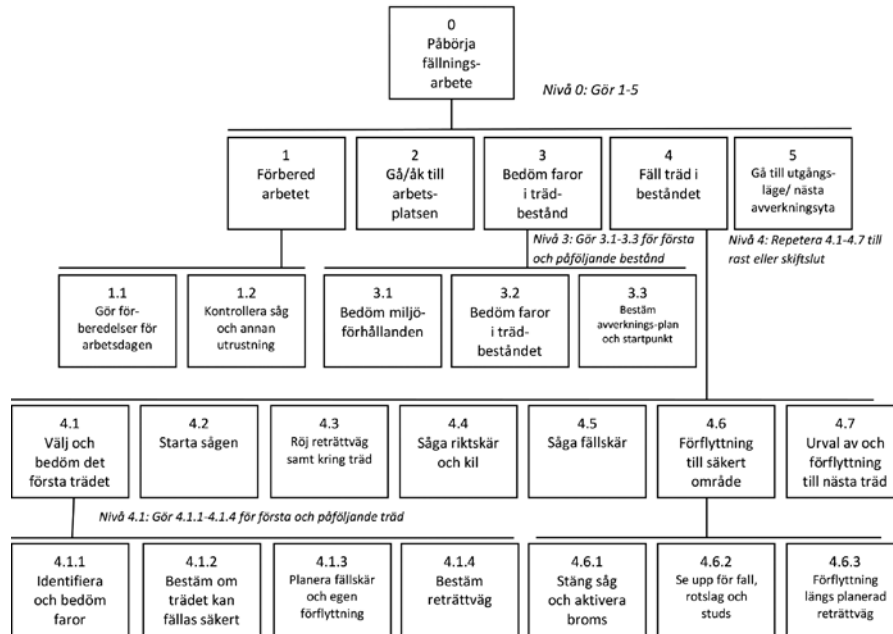 0
Påbörja
fällnings-
arbete
Nivå 0: Gör 1-5
1
Förbered
arbetet
2
Gå/åk till
arbets-
platsen
3
Bedöm faror
i träd-
bestånd
4
Fäll träd i
beståndet
5
Gå till utgångs-
läge/ nästa
avverkningsyta
Nivå 3: Gör 3.1-3.3 för första
och påföljande bestånd
Nivå 4: Repetera 4.1-4.7 till
rast eller skiftslut
1.1
Gör för-
beredelser för
arbetsdagen
1.2
Kontrollera såg
och annan
utrustning
3.1
Bedöm miljö-
förhållanden
3.2
Bedöm faror
i träd-
beståndet
3.3
Bestäm
avverknings-plan
och startpunkt
4.1
Välj och
bedöm det
första trädet
4.2
Starta sågen
4.3
Röj reträttväg
samt kring träd
4.4
Såga riktskär
och kil
4.5
Såga fällskär
4.6
Förflyttning
till säkert
område
4.7
Urval av och
förflyttning
till nästa träd
Nivå 4.1: Gör 4.1.1-4.1.4 för första och påföljande träd
4.1.1
Identifiera
och bedöm
faror
4.1.2
Bestäm om
trädet kan
fällas säkert
4.1.3
Planera fällskär
och egen
förflyttning
4.1.4
Bestäm
reträttväg
4.6.1
Stäng såg
och aktivera
broms
4.6.2
Se upp för fall,
rotslag och
studs
4.6.3
Förflyttning
längs planerad
reträttväg